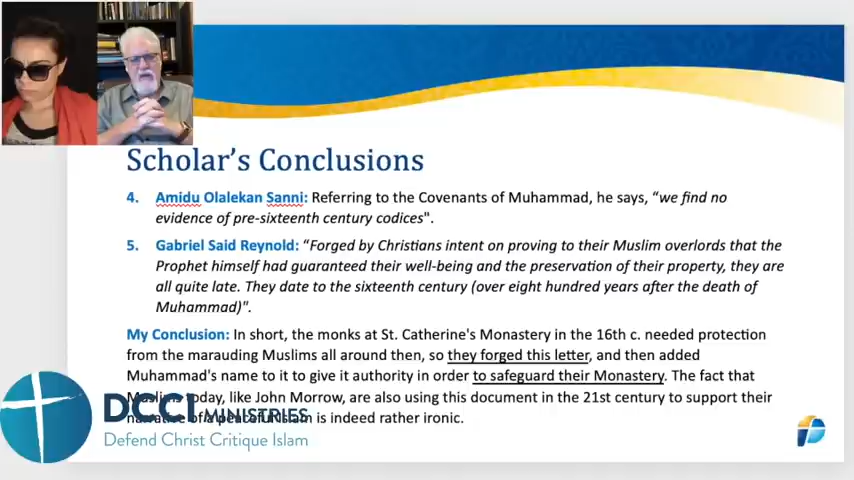 Scholar's Conclusions
4. Amidu Olalekan Sanni: Referring to the Covenants of Muhammad, he says, "we find no
evidence of pre-sixteenth century codices".
5. Gabriel Said Reynold: "Forged by Christians intent on proving to their Muslim overlords that the
Prophet himself had guaranteed their well-being and the preservation of their property, they are
all quite late. They date to the sixteenth century (over eight hundred years after the death of
Muhammad)".
My Conclusion: In short, the monks at St. Catherine's Monastery in the 16th c. needed protection
from the marauding Muslims all around then, so they forged this letter, and then added
Muhammad's name to it to give it authority in order to safeguard their Monastery. The fact that
Muslims today, like John Morrow, are also using this document in the 21st century to support their
narrative of a peaceful Islam is indeed rather ironic.
DCCI MINISTRIES
Defend Christ Critique Islam